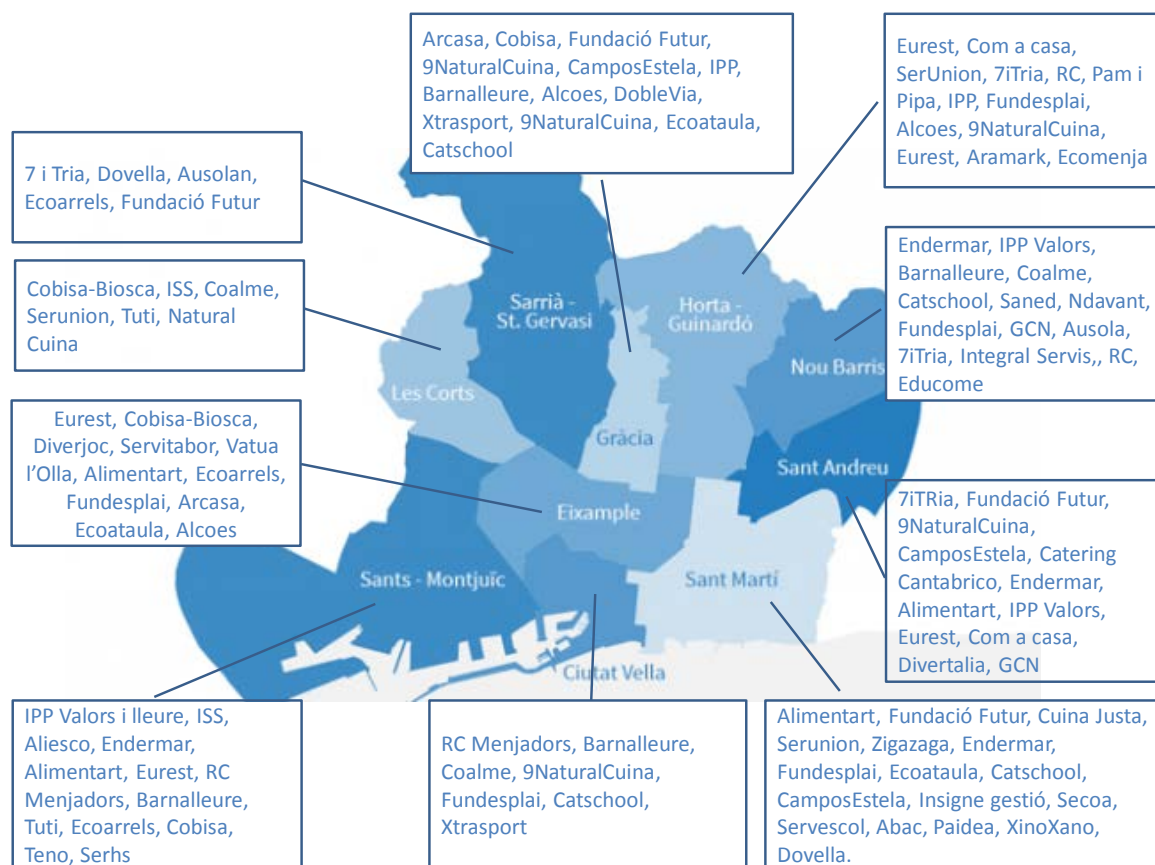 Arcasa, Cobisa, Fundació Futur,
9NaturalCuina, CamposEstela, IPP,
Barnalleure, Alcoes, DobleVia,
Xtrasport, 9NaturalCuina, Ecoataula,
Catschool
Eurest, Com a casa,
SerUnion, 7iTria, RC, Pam i
Pipa, IPP, Fundesplai,
Alcoes, 9NaturalCuina,
Eurest, Aramark, Ecomenja
7 i Tria, Dovella, Ausolan,
Ecoarrels, Fundació Futur
Cobisa-Biosca, ISS, Coalme,
Serunion, Tuti, Natural
Cuina
Endermar, IPP Valors,
Barnalleure, Coalme,
Catschool, Saned, Ndavant,
Fundesplai, GCN, Ausola,
7iTria, Integral Servis,, RC,
Educome
Eurest, Cobisa-Biosca,
Diverjoc, Servitabor, Vatua
l’Olla, Alimentart, Ecoarrels,
Fundesplai, Arcasa,
Ecoataula, Alcoes
Sarrià -
St. Gervasi
Horta -
Guinardó
Nou Barris
Les Corts
Gràcia
Sant Andreu
Eixample
Sants - Montjuïc
Sant Martí
Ciutat Vella
7iTRia, Fundació Futur,
9NaturalCuina,
CamposEstela, Catering
Cantabrico, Endermar,
Alimentart, IPP Valors,
Eurest, Com a casa,
Divertalia, GCN
IPP Valors i lleure, ISS,
Aliesco, Endermar,
Alimentart, Eurest, RC
Menjadors, Barnalleure,
Tuti, Ecoarrels, Cobisa,
Teno, Serhs
RC Menjadors, Barnalleure,
Coalme, 9NaturalCuina,
Fundesplai, Catschool,
Xtrasport
Alimentart, Fundació Futur, Cuina Justa,
Serunion, Zigazaga, Endermar,
Fundesplai, Ecoataula, Catschool,
CamposEstela, Insigne gestió, Secoa,
Servescol, Abac, Paidea, XinoXano,
Dovella.